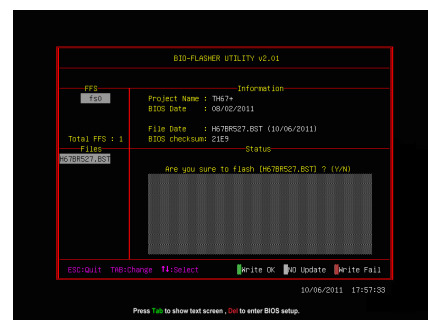 BIO-FLASHER UTILITY v2.01
FFS
fs0
Total FFS : 1
Files
H67BR527.BST
Information
Project Name : TH67+
BIOS Date : 08/02/2011
File Date : H67BR527.BST (10/06/2011)
BIOS checksum: 21E9
Status
Are you sure to flash [H67BR527.BST] ? (Y/N)
ESC:Quit TAB:Change ↑↓:Select
Write OK
NO Update
Write Fail
10/06/2011 17:57:33
Press Tab to show text screen , Del to enter BIOS setup.